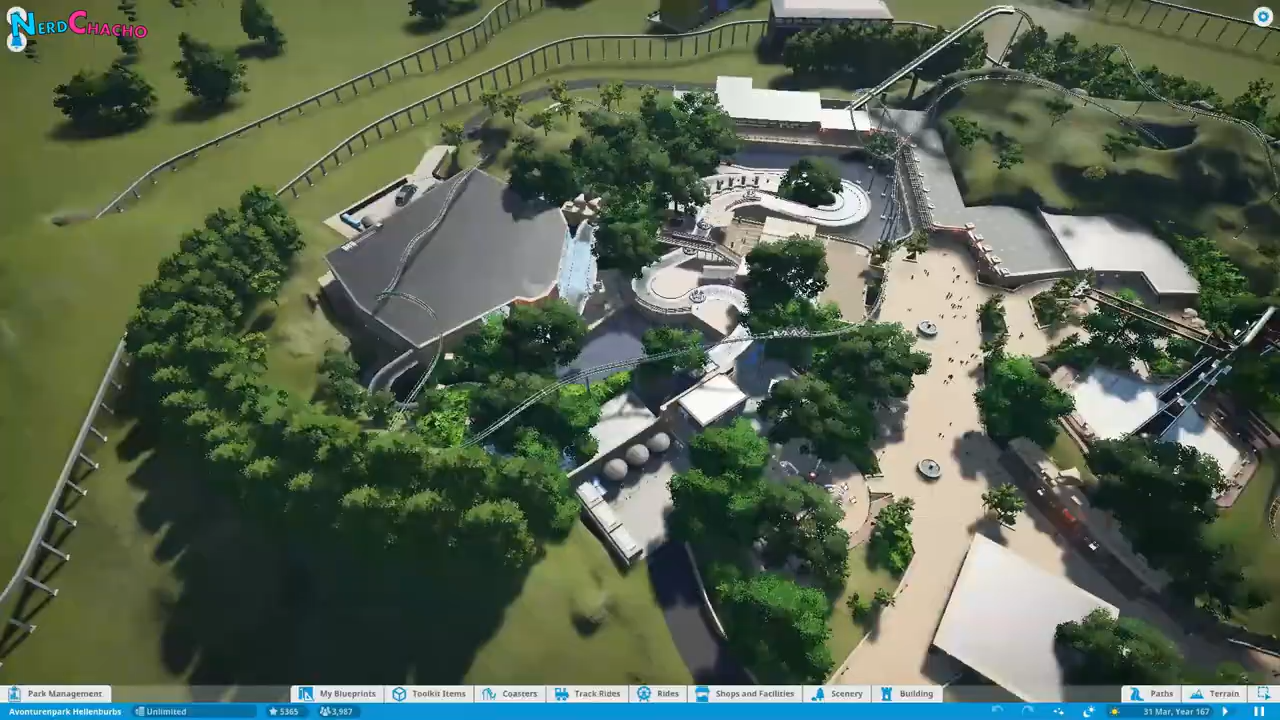 NERDCHACHO
Park Management
My Blueprints
Toolkit Items
Coasters
Track Rides
Rides
Shops and Facilities
Scenery
Building
Paths
Terrain
Avonturenpark Hellenburbs
Unlimited
5365
3,987
31 Mar, Year 167